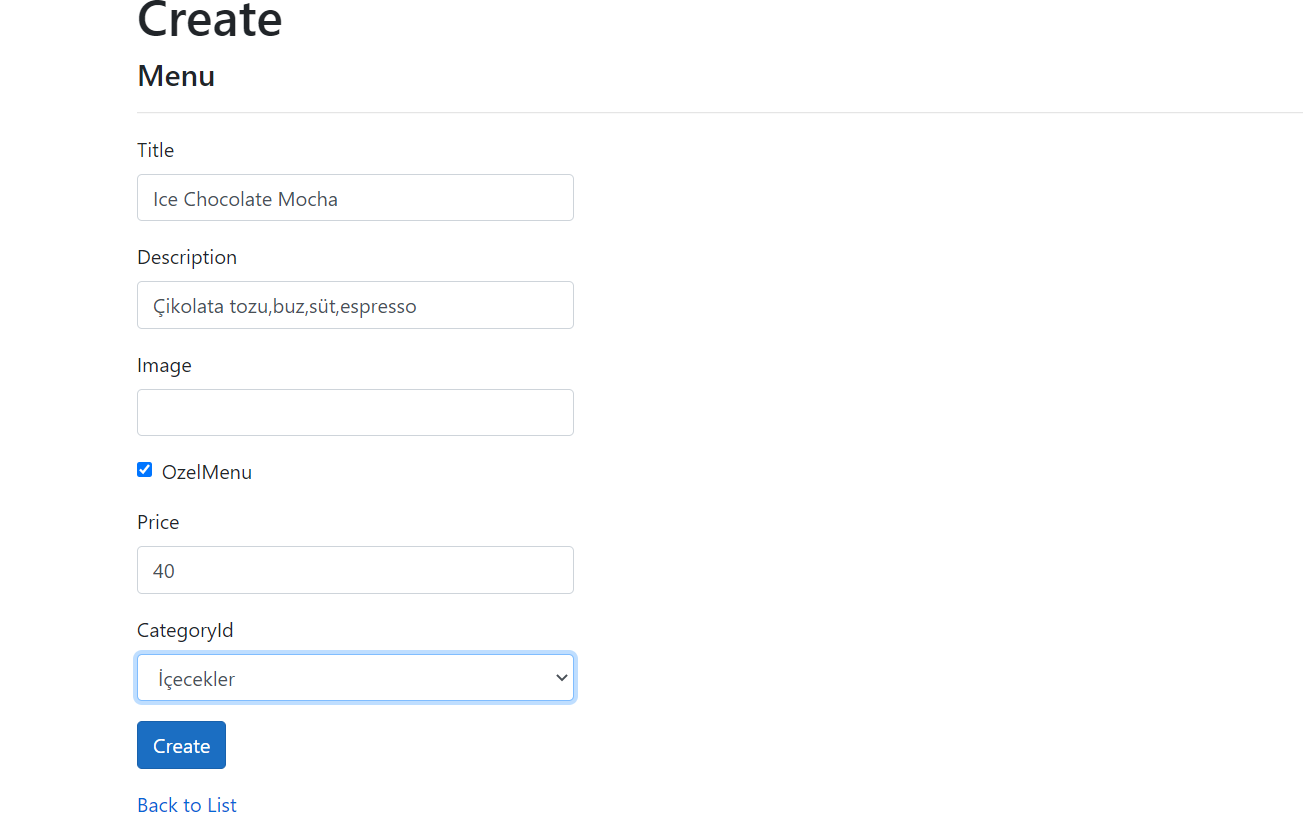 Create
Menu
Title
Ice Chocolate Mocha
Description
Çikolata tozu,buz,süt,espresso
Image
OzelMenu
Price
40
CategoryId
İçecekler
Create
Back to List